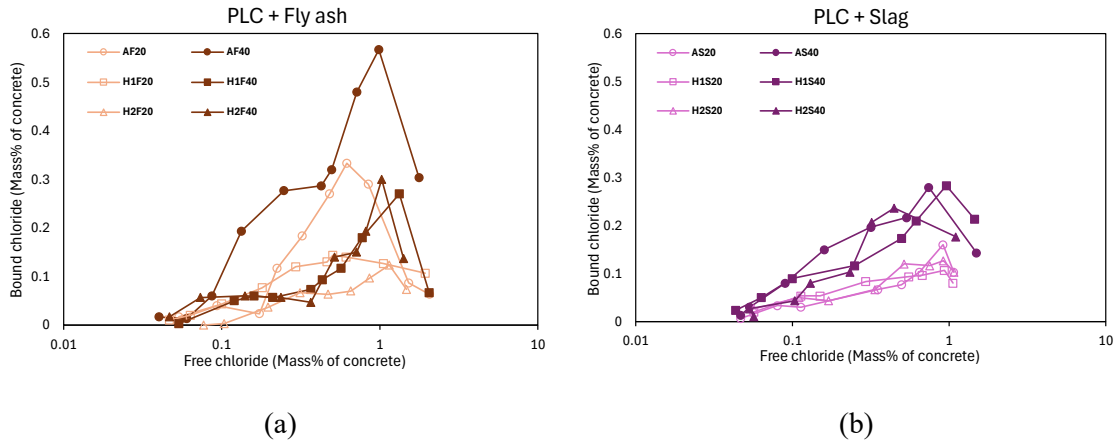 PLC + Fly ash
0.6
0.5
0.4
0.3
0.2
0.1
0
0.01
0.1
1
10
Bound chloride (Mass% of concrete)
Free chloride (Mass% of concrete)
AF20 AF40
H1F20 H1F40
H2F20 H2F40
(a)
PLC + Slag
0.6
0.5
0.4
0.3
0.2
0.1
0
0.01
0.1
1
10
Bound chloride (Mass% of concrete)
Free chloride (Mass% of concrete)
AS20 AS40
H1S20 H1S40
H2S20 H2S40
(b)